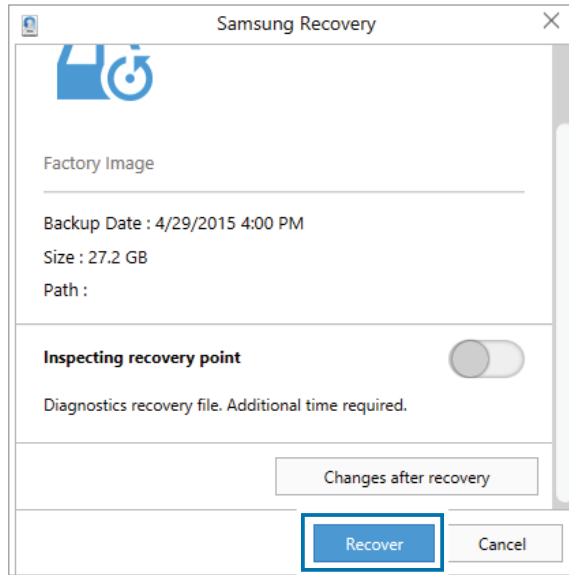 Samsung Recovery
Factory Image
Backup Date : 4/29/2015 4:00 PM
Size : 27.2 GB
Path :
Inspecting recovery point
Diagnostics recovery file. Additional time required.
Changes after recovery
Recover Cancel